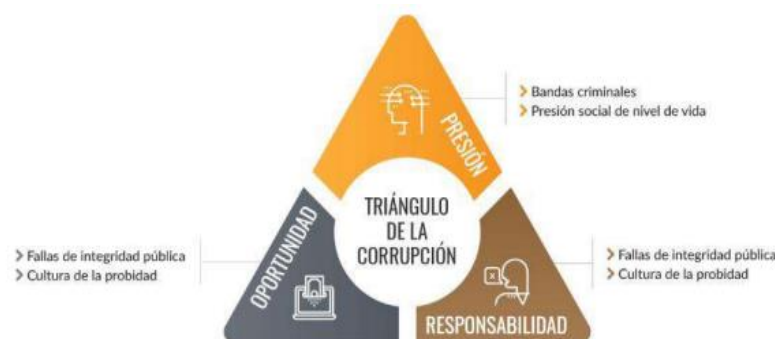 Bandas criminales
Presión social de nivel de vida
PRESIÓN
TRIÁNGULO
DE LA
CORRUPCIÓN
OPORTUNIDAD
Fallas de integridad pública
Cultura de la probidad
RESPONSABILIDAD
Fallas de integridad pública
Cultura de la probidad